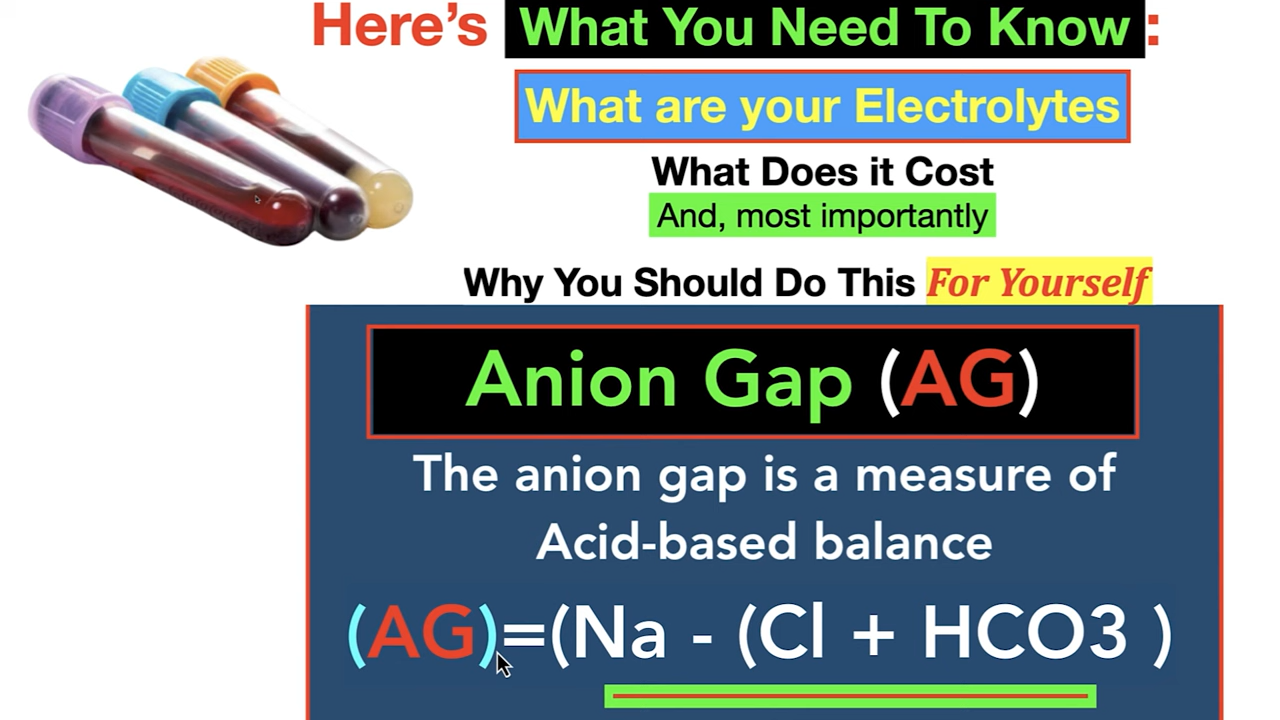 Here's What You Need To Know :
What are your Electrolytes
What Does it Cost
And, most importantly
Why You Should Do This For Yourself
Anion Gap (AG)
The anion gap is a measure of
Acid-based balance
(AG)=(Na - (Cl + HCO3 )